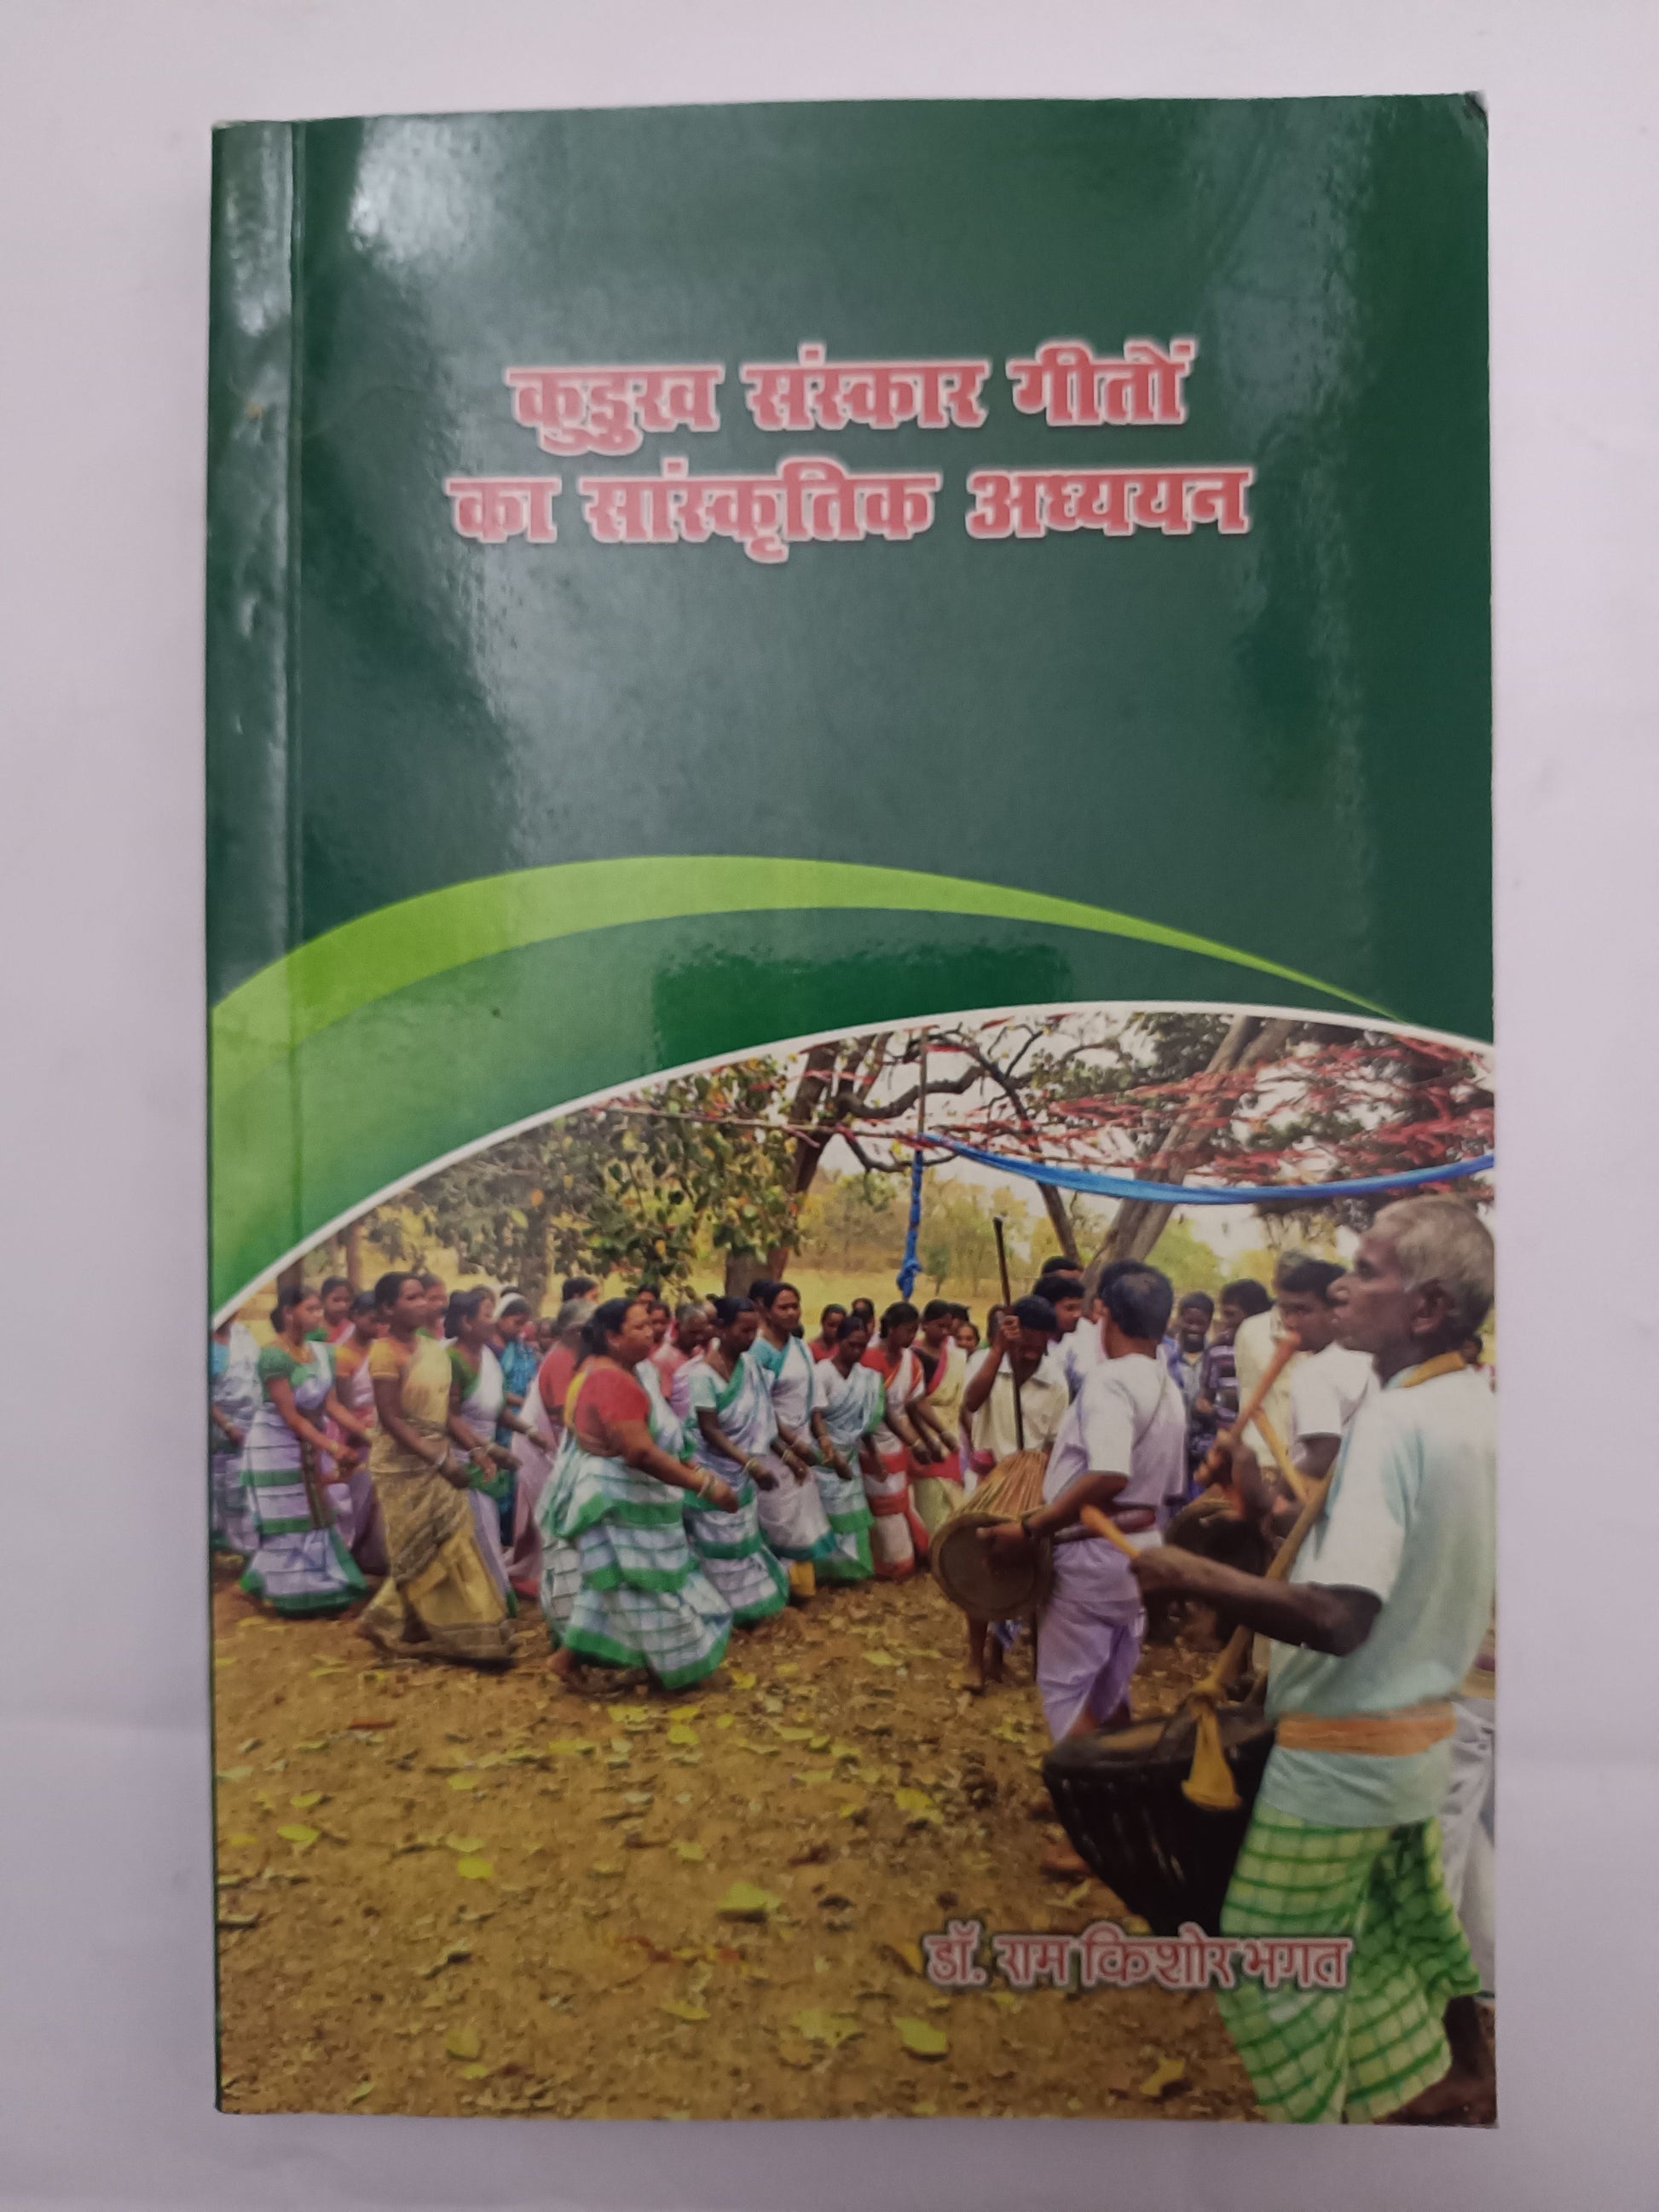 कुडुख संस्कार गीतों
का सांस्कृतिक अध्ययन
डॉ. राम किशोर भगत